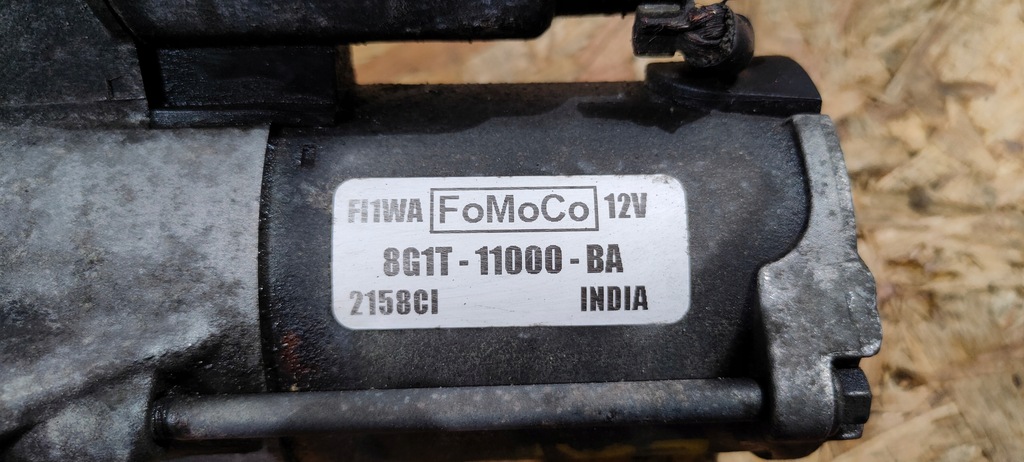 FI1WA FoMoCo 12V
8G1T - 11000 - BA
2158CI INDIA